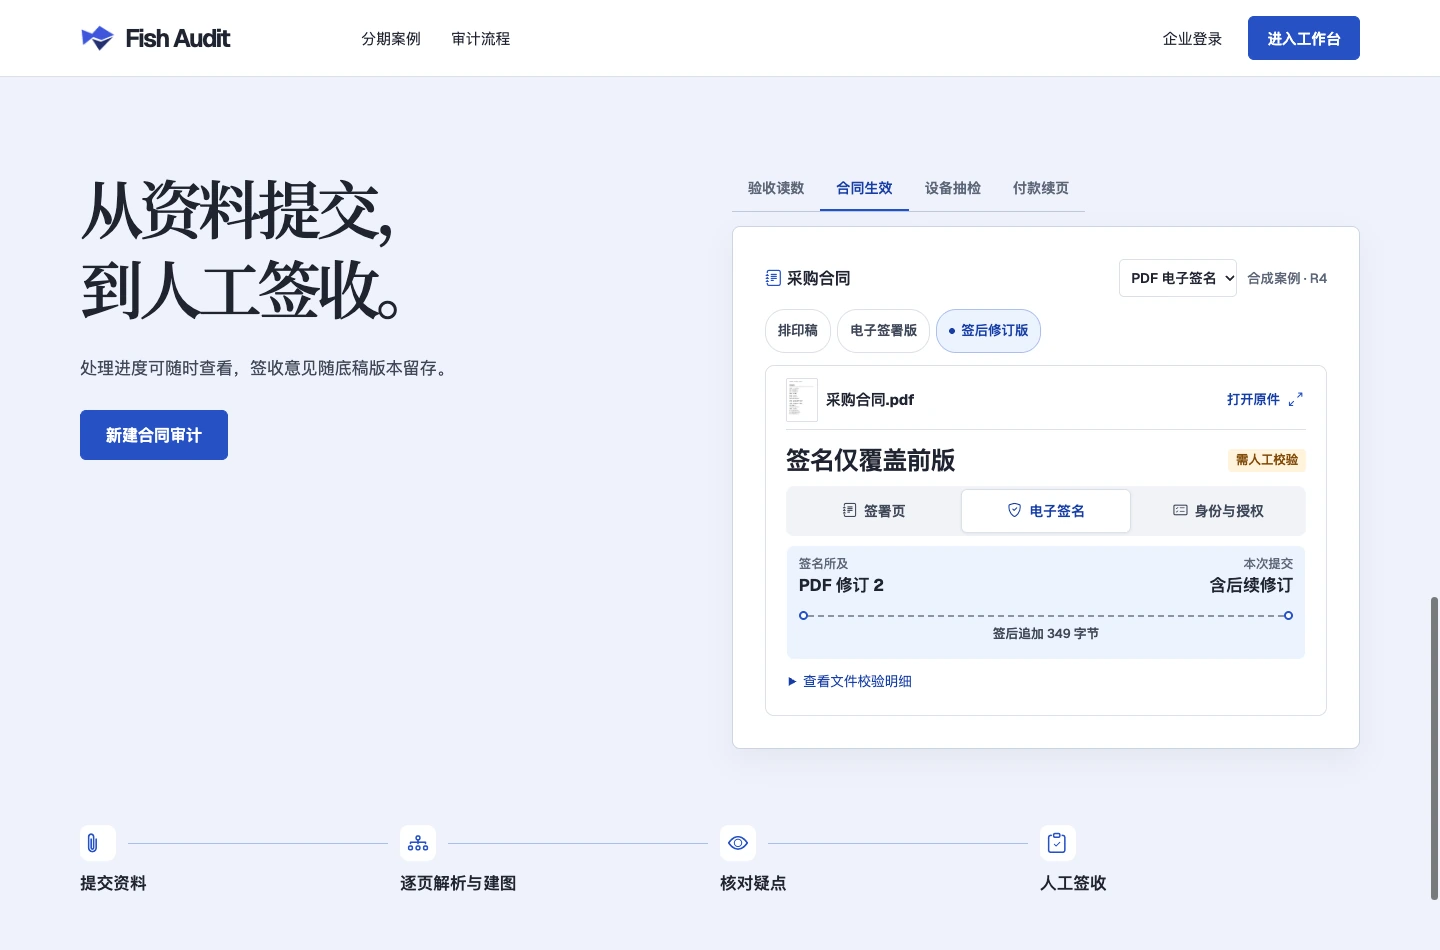 Fish Audit
分期案例
审计流程
企业登录
进入工作台
从资料提交，
到人工签收。
处理进度可随时查看，签收意见随底稿版本留存。
新建合同审计
验收读数
合同生效
设备抽检
付款续页
采购合同
PDF 电子签名
合成案例 · R4
排印稿
电子签署版
签后修订版
采购合同.pdf
打开原件
签名仅覆盖前版
需人工校验
签署页
电子签名
身份与授权
签名所及
本次提交
PDF 修订 2
含后续修订
签后追加 349 字节
查看文件校验明细
提交资料
逐页解析与建图
核对疑点
人工签收